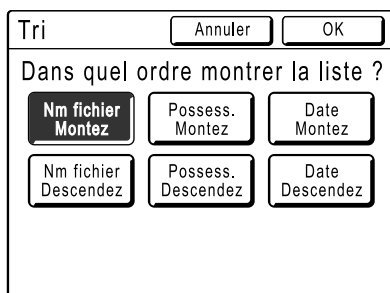 Tri Annuler OK
Dans quel ordre montrer la liste ?
Nm fichier Possess. Date
Montez Montez Montez
Nm fichier Possess. Date
Descendez Descendez Descendez